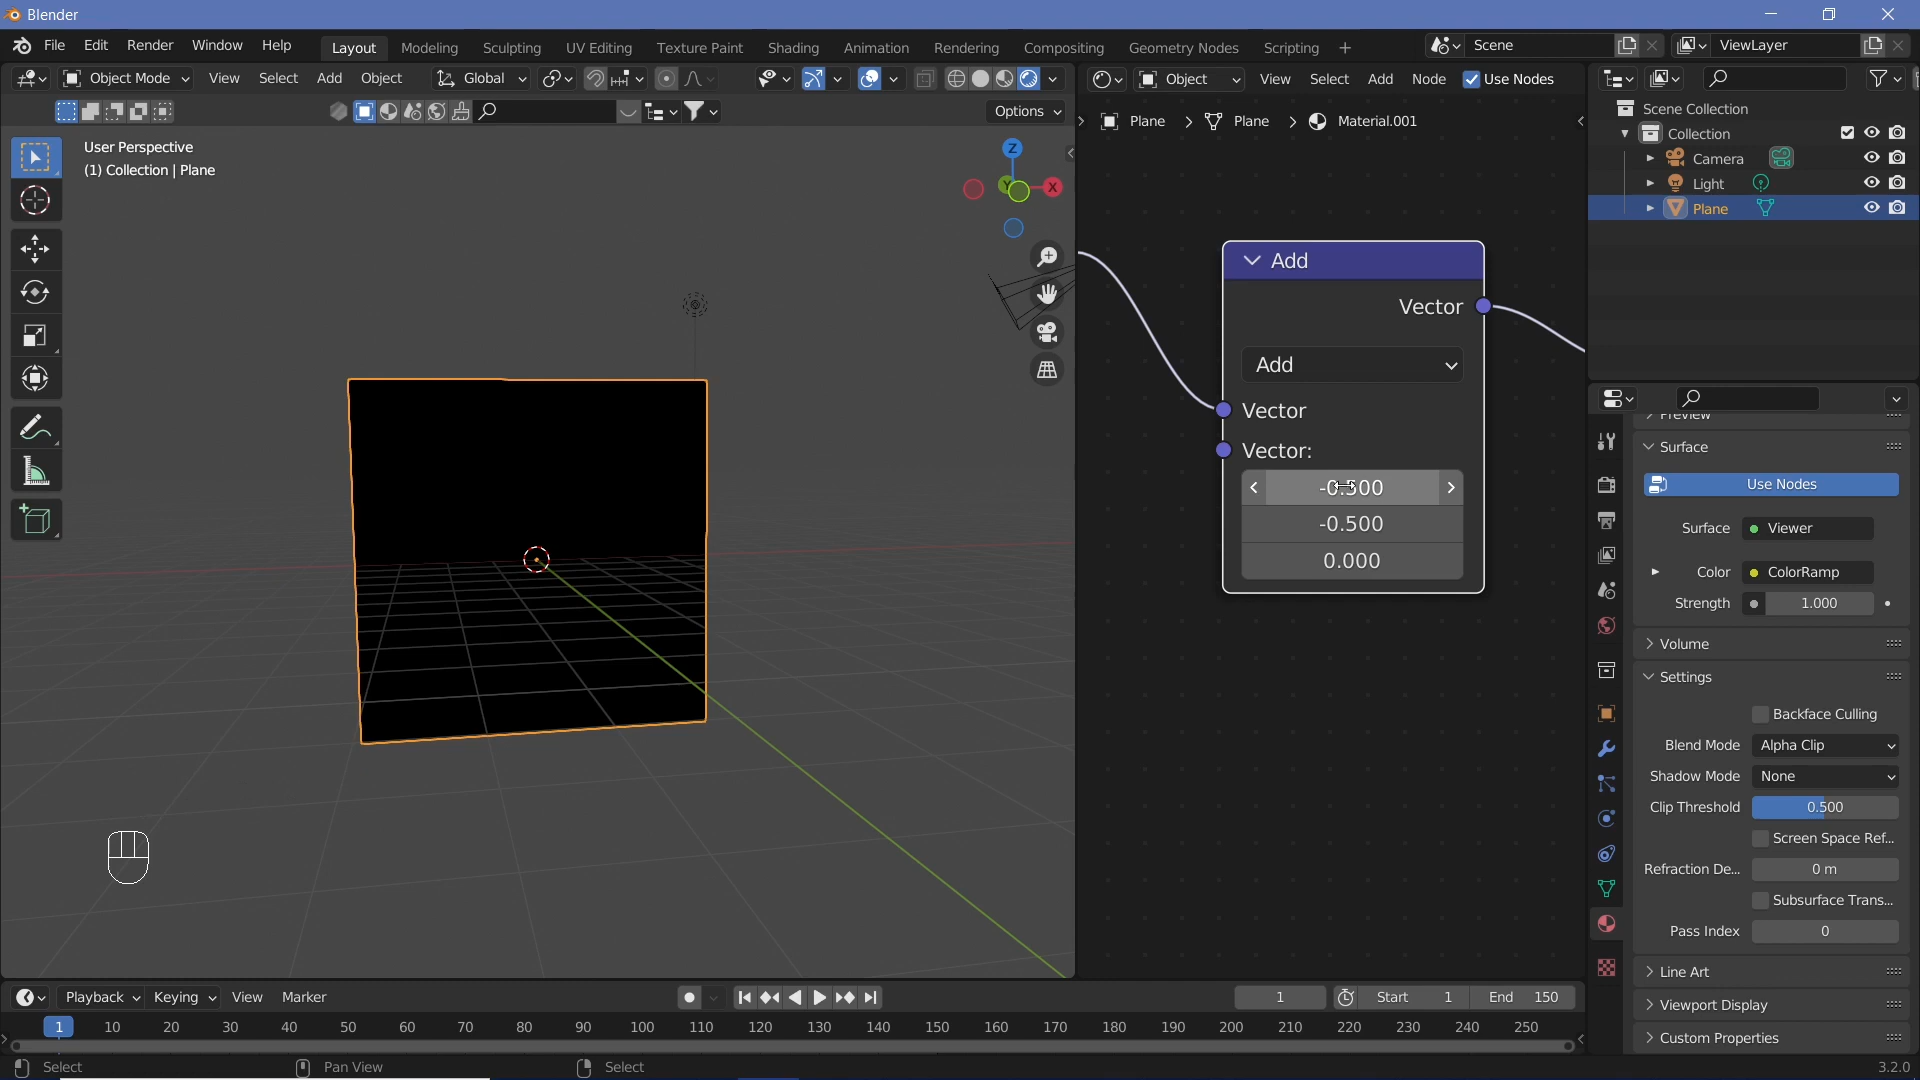 Blender
File Edit Render Window Help
Layout Modeling Sculpting UV Editing Texture Paint Shading Animation Rendering Compositing Geometry Nodes Scripting +
Scene
ViewLayer
Object Mode View Select Add Object Global
Object View Select Add Node Use Nodes
Options
User Perspective
(1) Collection | Plane
Z
X
Y
Plane > Plane > Material.001
Scene Collection
Collection
Camera
Light
Plane
Add
Vector
Add
Vector
Vector:
-0.500
-0.500
0.000
Preview
Surface
Use Nodes
Surface Viewer
Color ColorRamp
Strength 1.000
Volume
Settings
Backface Culling
Blend Mode Alpha Clip
Shadow Mode None
Clip Threshold 0.500
Screen Space Ref...
Refraction De... 0 m
Subsurface Trans...
Pass Index 0
Line Art
Viewport Display
Custom Properties
Playback Keying View Marker
1 Start 1 End 150
1 10 20 30 40 50 60 70 80 90 100 110 120 130 140 150 160 170 180 190 200 210 220 230 240 250
Select Pan View Select
3.2.0